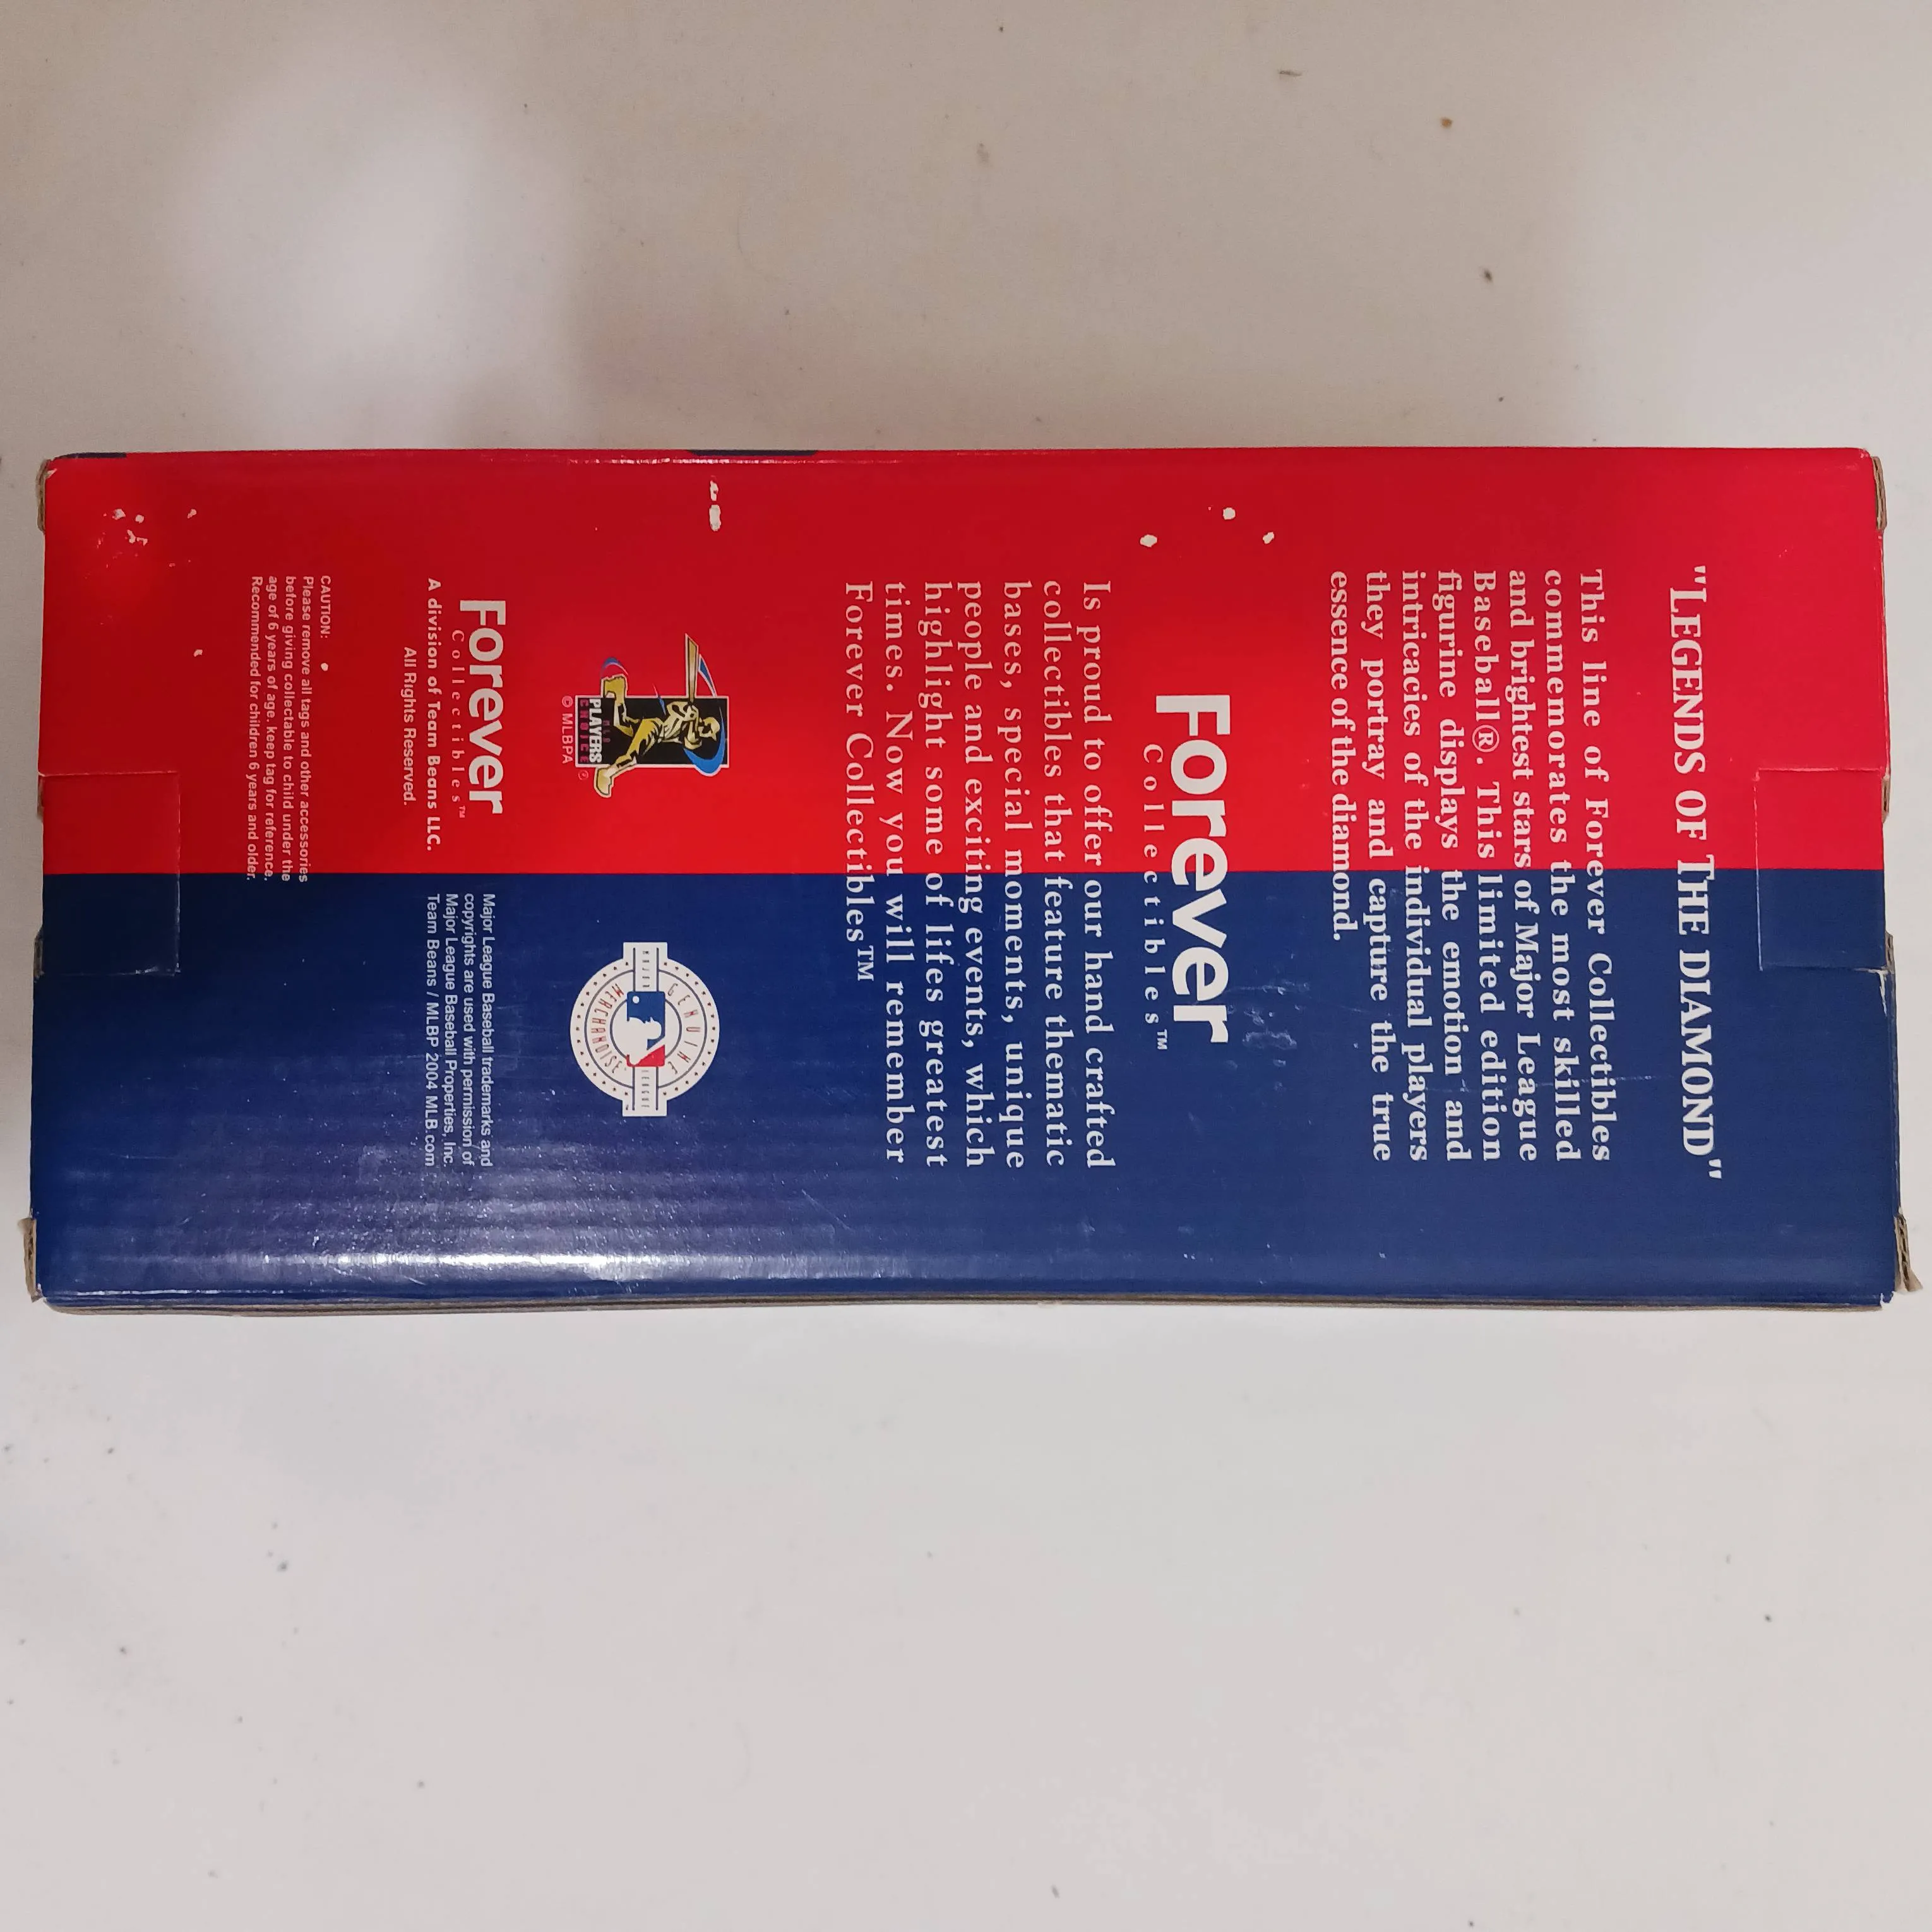 "LEGENDS OF THE DIAMOND"
This line of Forever Collectibles
commemorates the most skilled
and brightest stars of Major League
Baseball®. This limited edition
figurine displays the emotion and
intricacies of the individual players
they portray and capture the true
essence of the diamond.
Forever
Collectibles™
Is proud to offer our hand crafted
collectibles that feature thematic
bases, special moments, unique
people and exciting events, which
highlight some of lifes greatest
times. Now you will remember
Forever Collectibles™
MLB
PLAYERS
CHOICE®
© MLBPA
GENUINE
MAJOR LEAGUE
MERCHANDISE
™
Forever
Collectibles™
A division of Team Beans LLC.
All Rights Reserved.
Major League Baseball trademarks and
copyrights are used with permission of
Major League Baseball Properties, Inc.
Team Beans / MLBP 2004 MLB.com
CAUTION:
Please remove all tags and other accessories
before giving collectable to child under the
age of 6 years of age. keep tag for reference.
Recommended for children 6 years and older.